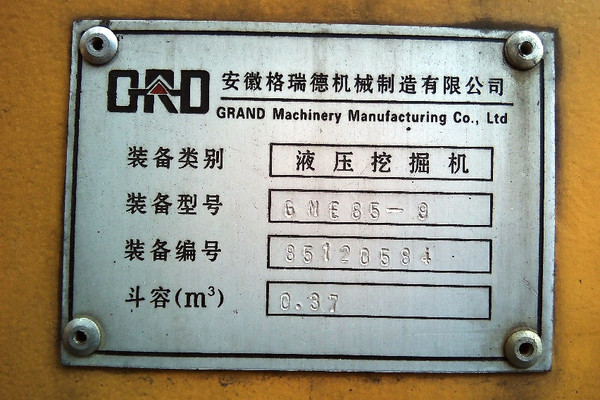 GRAND 安徽格瑞德机械制造有限公司
GRAND Machinery Manufacturing Co., Ltd
装备类别 液压挖掘机
装备型号 GME85-9
装备编号 85120584
斗容(m³) 0.37